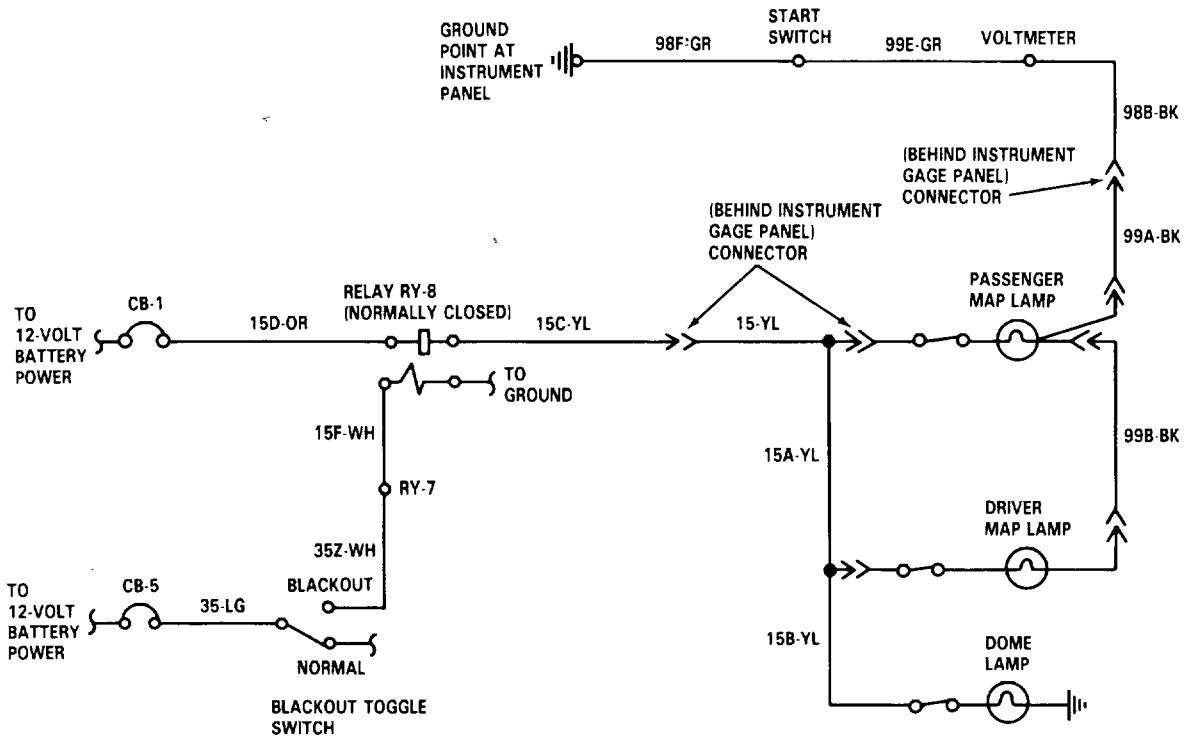 GROUND
POINT AT
INSTRUMENT
PANEL
98F-GR
START
SWITCH
99E-GR
VOLTMETER
98B-BK
(BEHIND INSTRUMENT
GAGE PANEL)
CONNECTOR
99A-BK
(BEHIND INSTRUMENT
GAGE PANEL)
CONNECTOR
PASSENGER
MAP LAMP
TO
12-VOLT
BATTERY
POWER
CB-1
15D-OR
RELAY RY-8
(NORMALLY CLOSED)
15C-YL
15-YL
TO
GROUND
15F-WH
RY-7
35Z-WH
15A-YL
99B-BK
DRIVER
MAP LAMP
TO
12-VOLT
BATTERY
POWER
CB-5
35-LG
BLACKOUT
NORMAL
BLACKOUT TOGGLE
SWITCH
15B-YL
DOME
LAMP